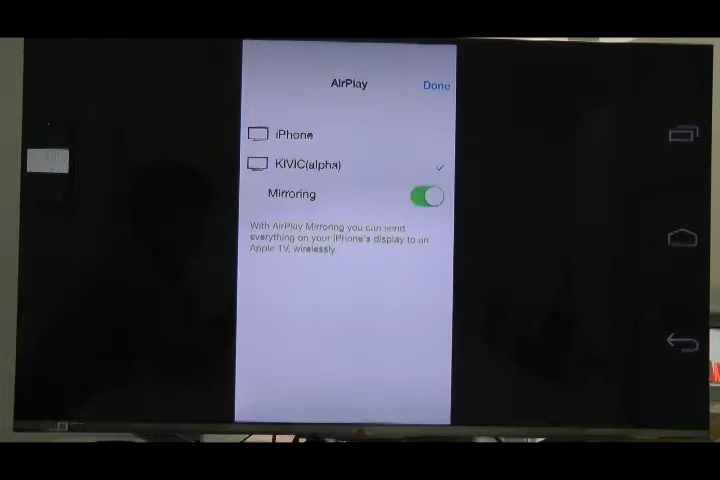 AirPlay
Done
iPhone
KIVIC(alpha)
Mirroring
With AirPlay Mirroring you can send
everything on your iPhone's display to an
Apple TV, wirelessly.